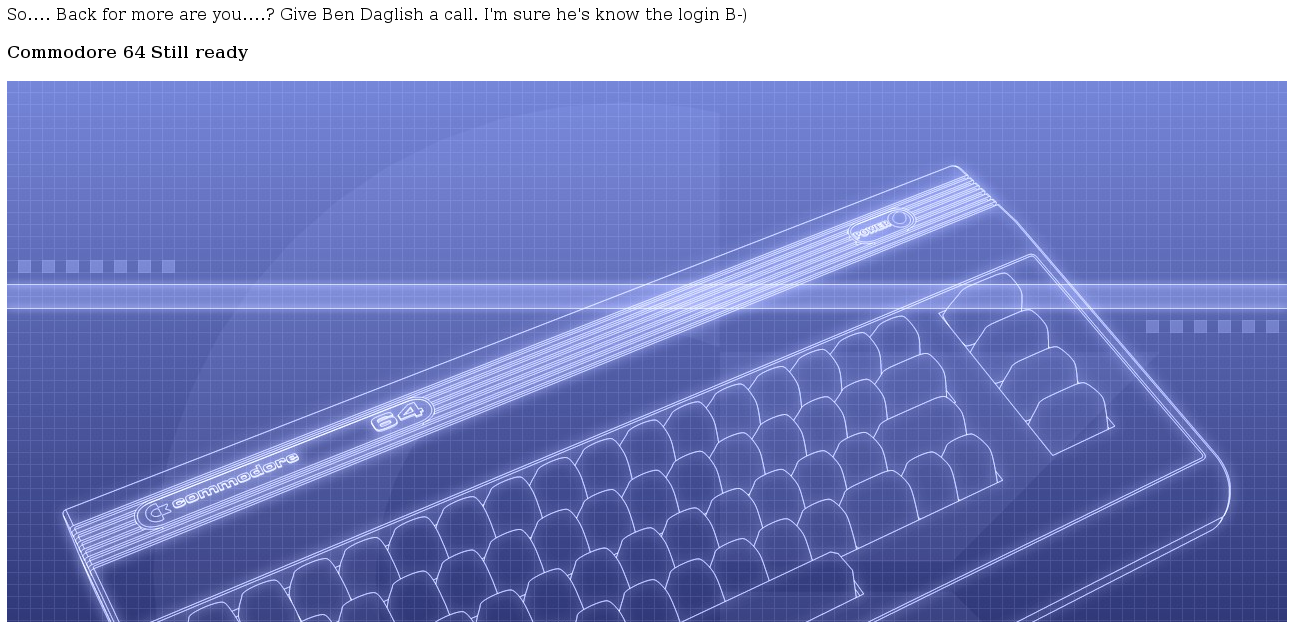 So.... Back for more are you....? Give Ben Daglish a call. I'm sure he's know the login B-)
Commodore 64 Still ready
POWER
64
commodore